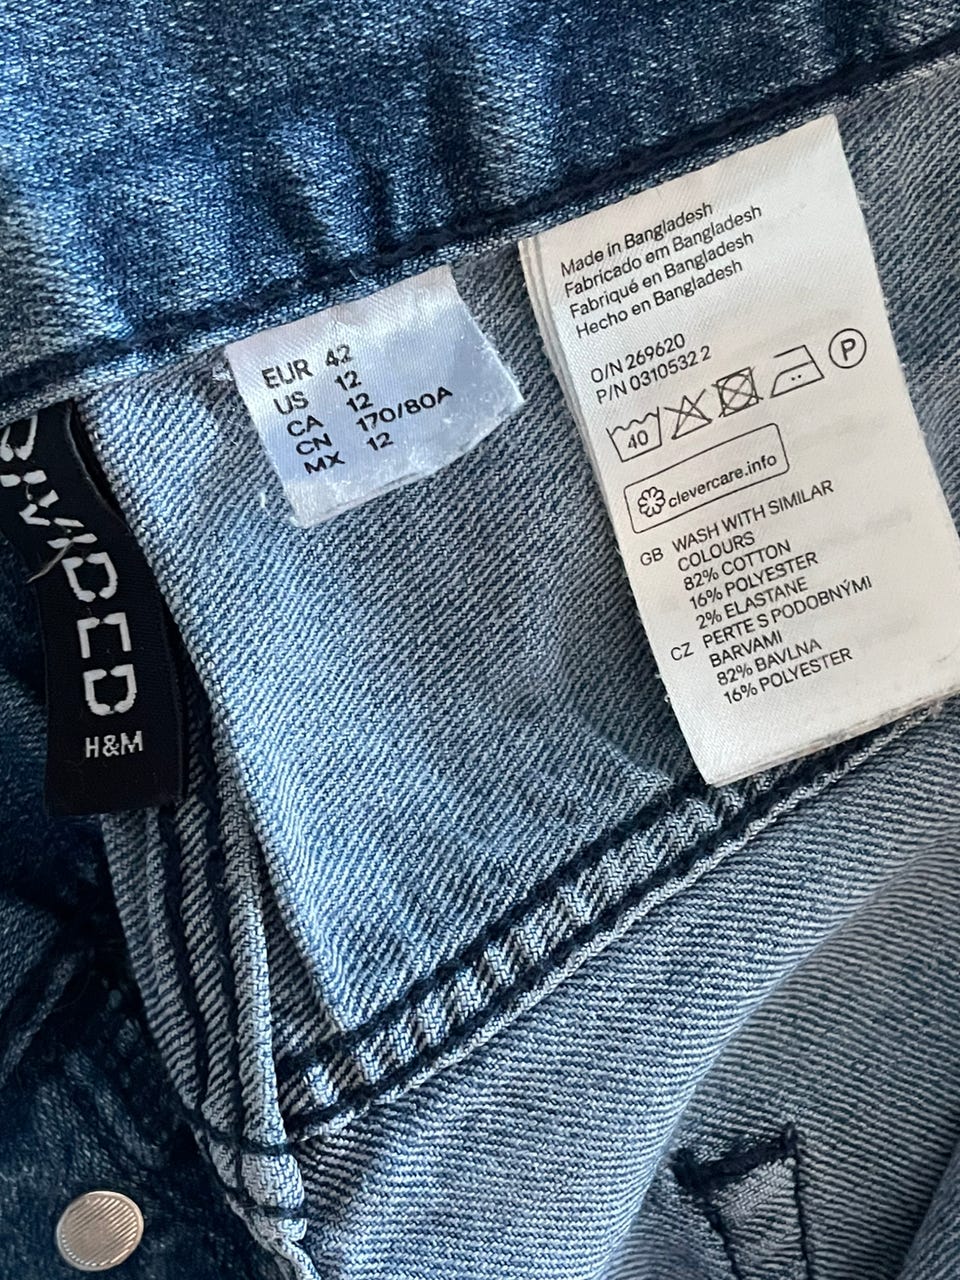 EUR 42
US 12
CA 12
CN 170/80A
MX 12
DIVIDED
H&M
Made in Bangladesh
Fabricado em Bangladesh
Fabriqué en Bangladesh
Hecho en Bangladesh
O/N 269620
P/N 0310532 2
40
P
clevercare.info
GB WASH WITH SIMILAR
COLOURS
82% COTTON
16% POLYESTER
2% ELASTANE
CZ PERTE S PODOBNÝMI
BARVAMI
82% BAVLNA
16% POLYESTER